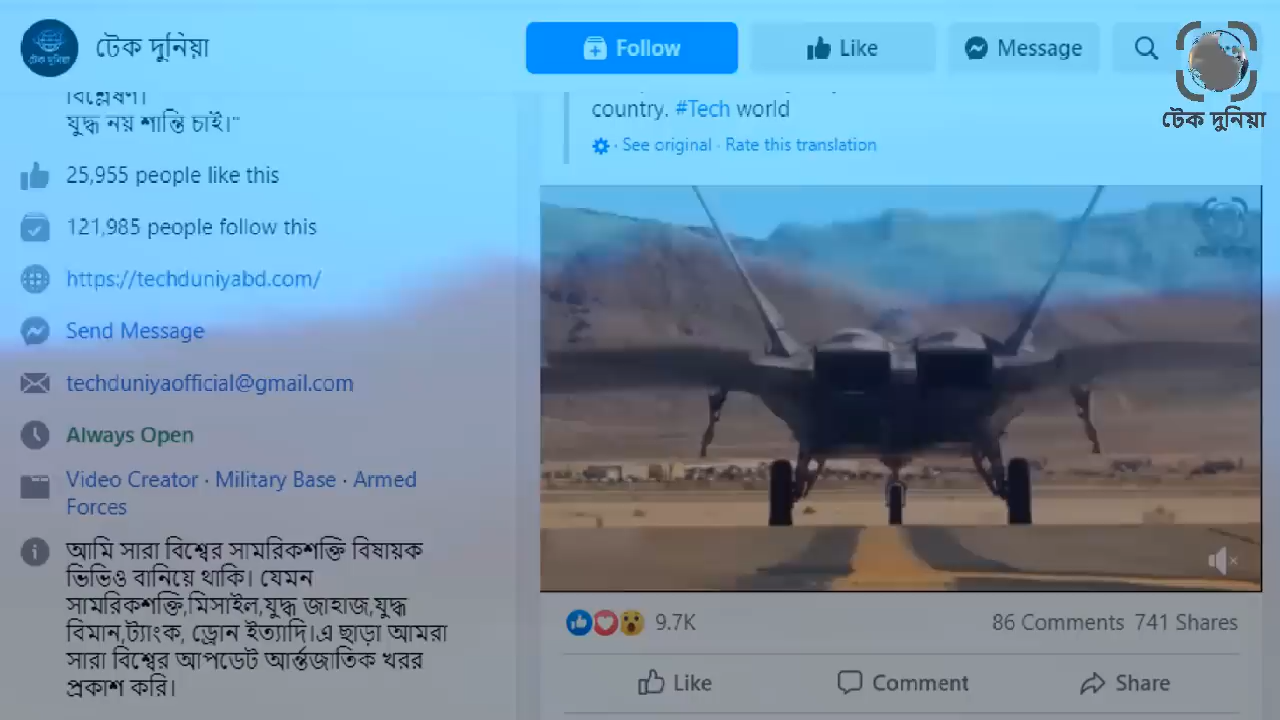 টেক দুনিয়া
Follow
Like
Message
টেক দুনিয়া
বিশ্লেষণ।
যুদ্ধ নয় শান্তি চাই।"
25,955 people like this
121,985 people follow this
https://techduniyabd.com/
Send Message
techduniyaofficial@gmail.com
Always Open
Video Creator · Military Base · Armed
Forces
আমি সারা বিশ্বের সামরিকশক্তি বিষায়ক
ভিভিও বানিয়ে থাকি। যেমন
সামরিকশক্তি,মিসাইল,যুদ্ধ জাহাজ,যুদ্ধ
বিমান,ট্যাংক, ড্রোন ইত্যাদি।এ ছাড়া আমরা
সারা বিশ্বের আপডেট আর্ন্তজাতিক খরর
প্রকাশ করি।
country. #Tech world
· See original · Rate this translation
9.7K
86 Comments 741 Shares
Like
Comment
Share